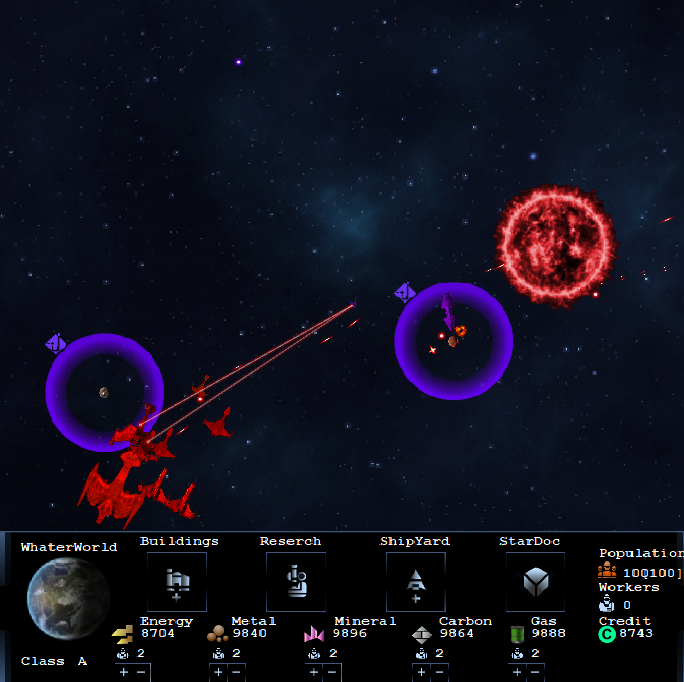 WhaterWorld
Buildings
Reserch
ShipYard
StarDoc
Population
10[100]
Workers
0
Energy
8704
Metal
9840
Mineral
9896
Carbon
9864
Gas
9888
Credit
C 8743
2
2
2
2
2
+ -
+ -
+ -
+ -
+ -
Class A